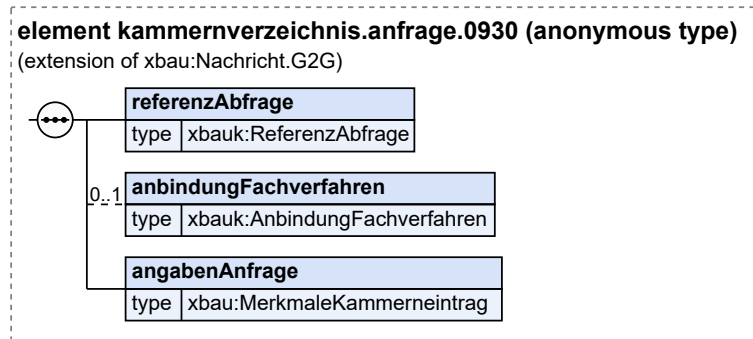 element kammernverzeichnis.anfrage.0930 (anonymous type)
(extension of xbau:Nachricht.G2G)
referenzAbfrage
type xbauk:ReferenzAbfrage
0..1
anbindungFachverfahren
type xbauk:AnbindungFachverfahren
angabenAnfrage
type xbau:MerkmaleKammerneintrag